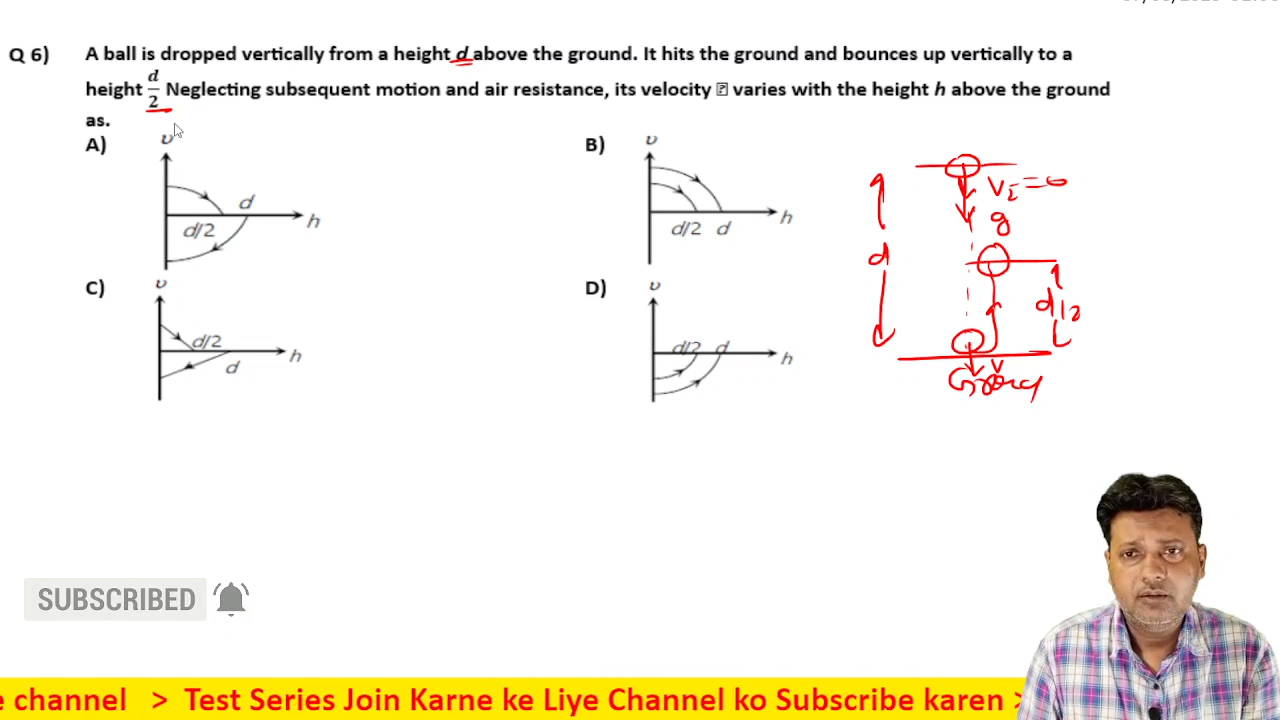 Q 6) A ball is dropped vertically from a height d above the ground. It hits the ground and bounces up vertically to a
height d/2 Neglecting subsequent motion and air resistance, its velocity varies with the height h above the ground
as.
A) B)
υ d d/2 h
υ d/2 d h
C) D)
υ d/2 d h
υ d/2 d h
V_I = 0
g
d
d/2
V
Ground
SUBSCRIBED
channel > Test Series Join Karne ke Liye Channel ko Subscribe karen >